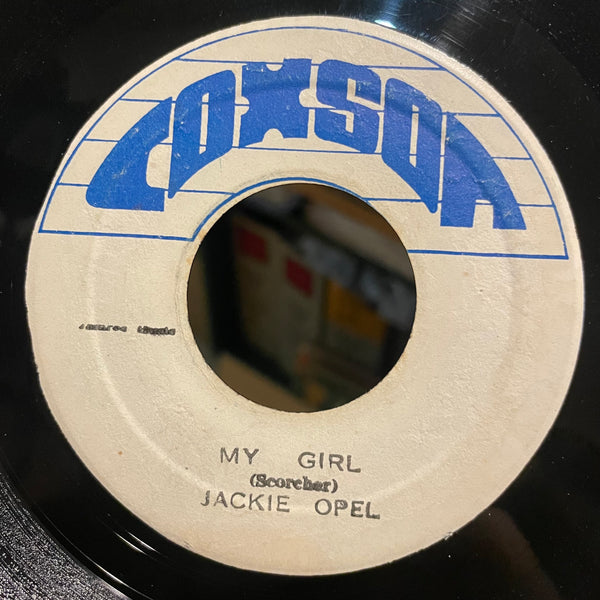 COXSON
MY GIRL
(Scorcher)
JACKIE OPEL